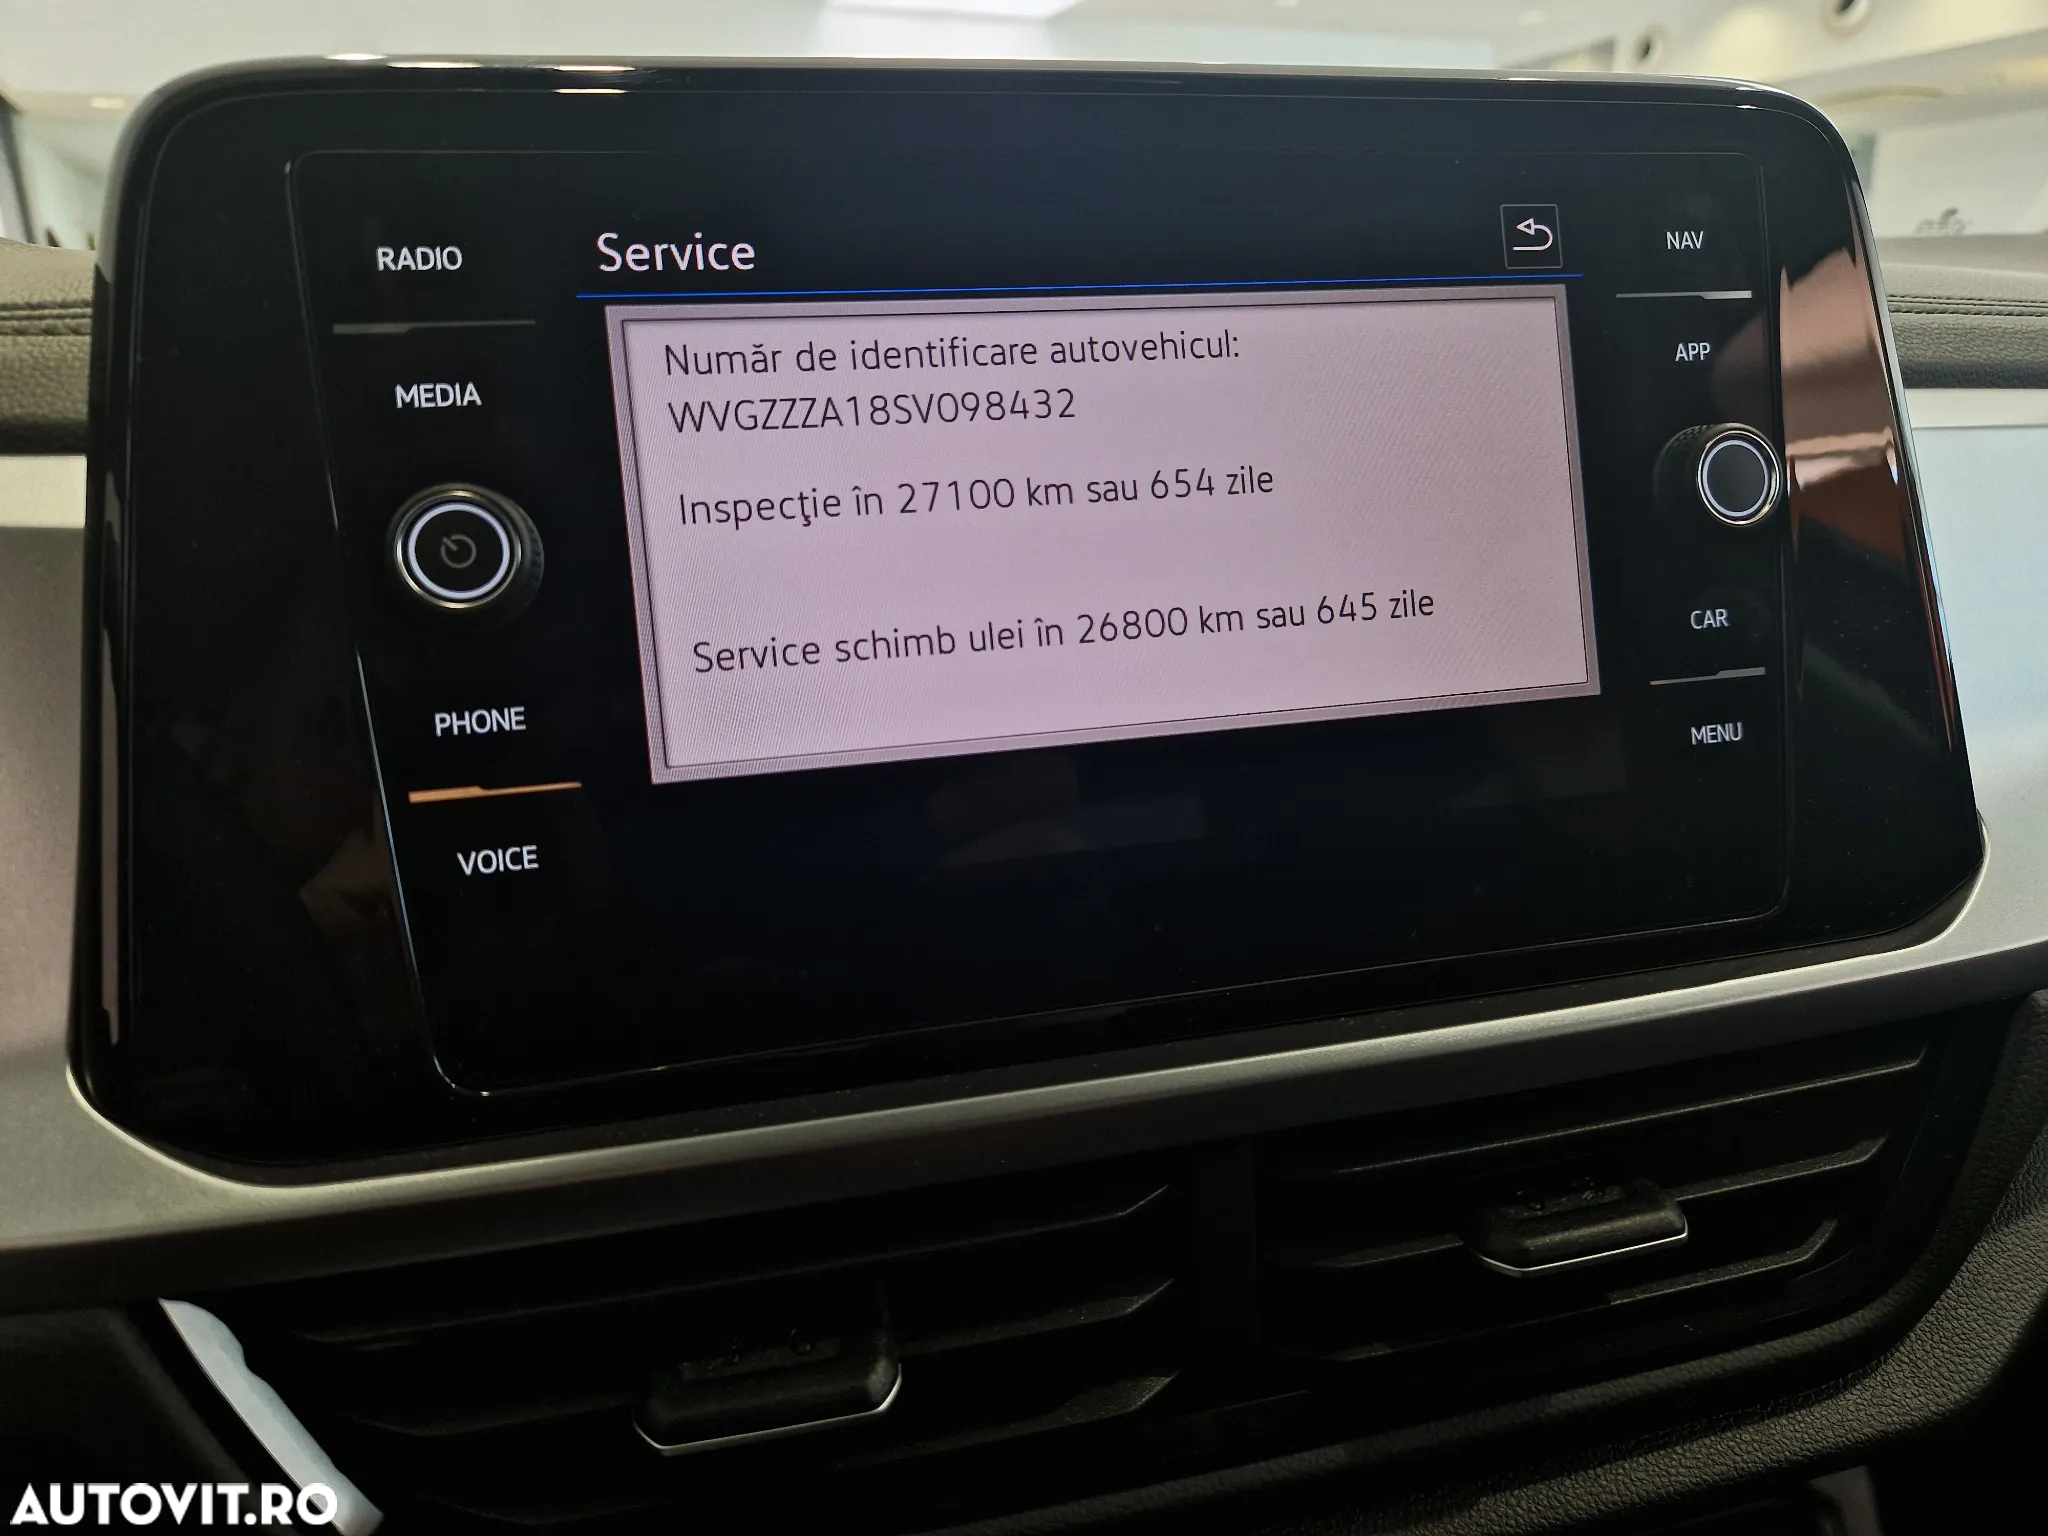 RADIO
MEDIA
PHONE
VOICE
Service
Număr de identificare autovehicul:
WVGZZZA18SV098432
Inspecţie în 27100 km sau 654 zile
Service schimb ulei în 26800 km sau 645 zile
NAV
APP
CAR
MENU
AUTOVIT.RO